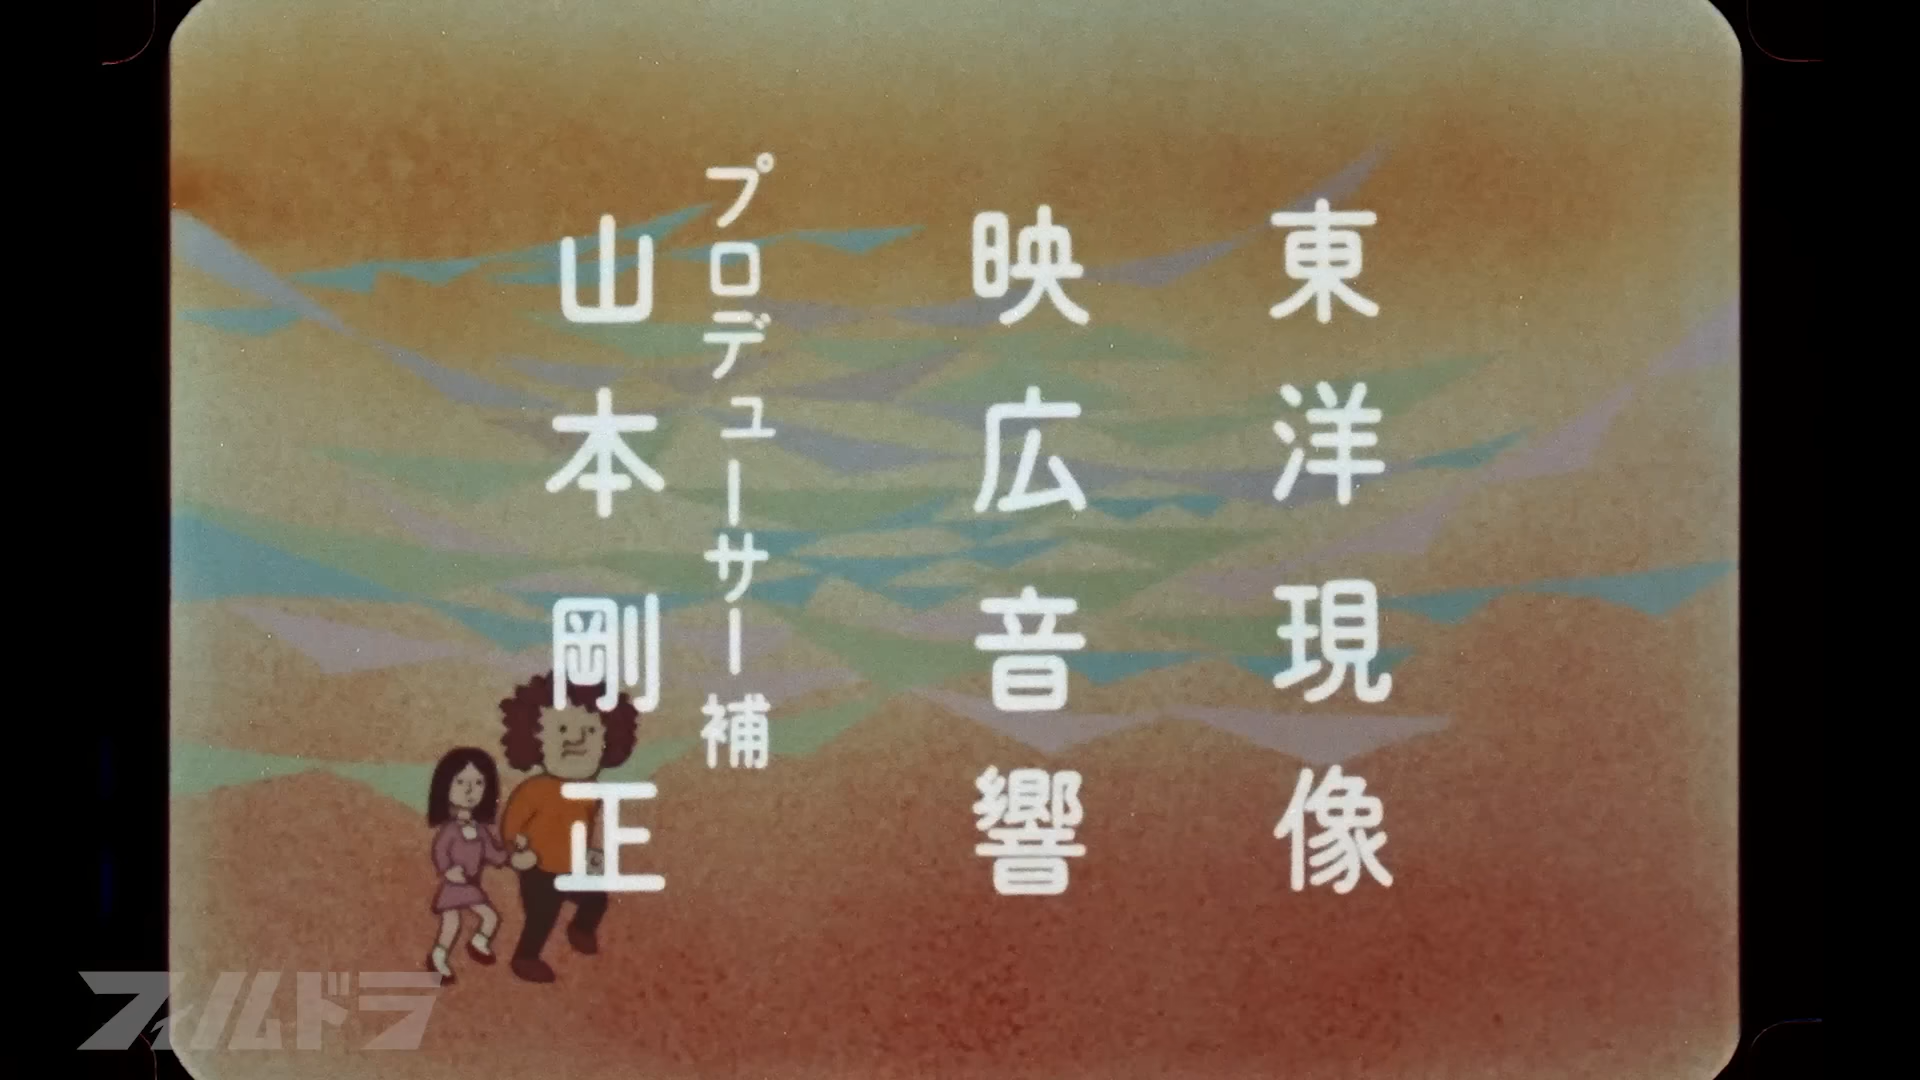 東洋現像
映広音響
プロデューサー補
山本剛正
フィルドラ